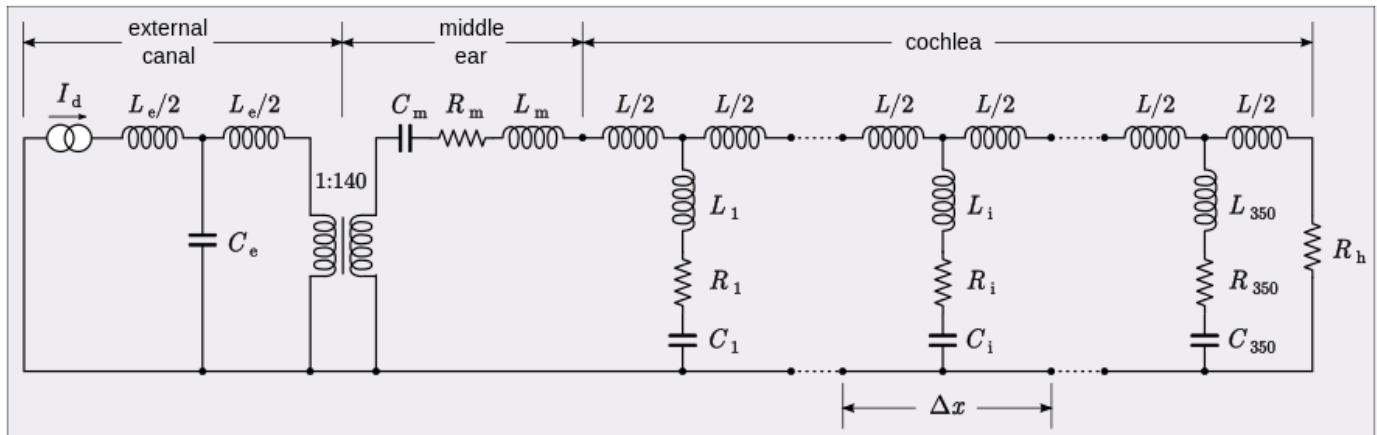 external
canal
middle
ear
cochlea
I_d
L_e/2
L_e/2
C_m
R_m
L_m
L/2
L/2
L/2
L/2
L/2
L/2
1:140
C_e
L_1
L_i
L_350
R_h
R_1
R_i
R_350
C_1
C_i
C_350
Δx